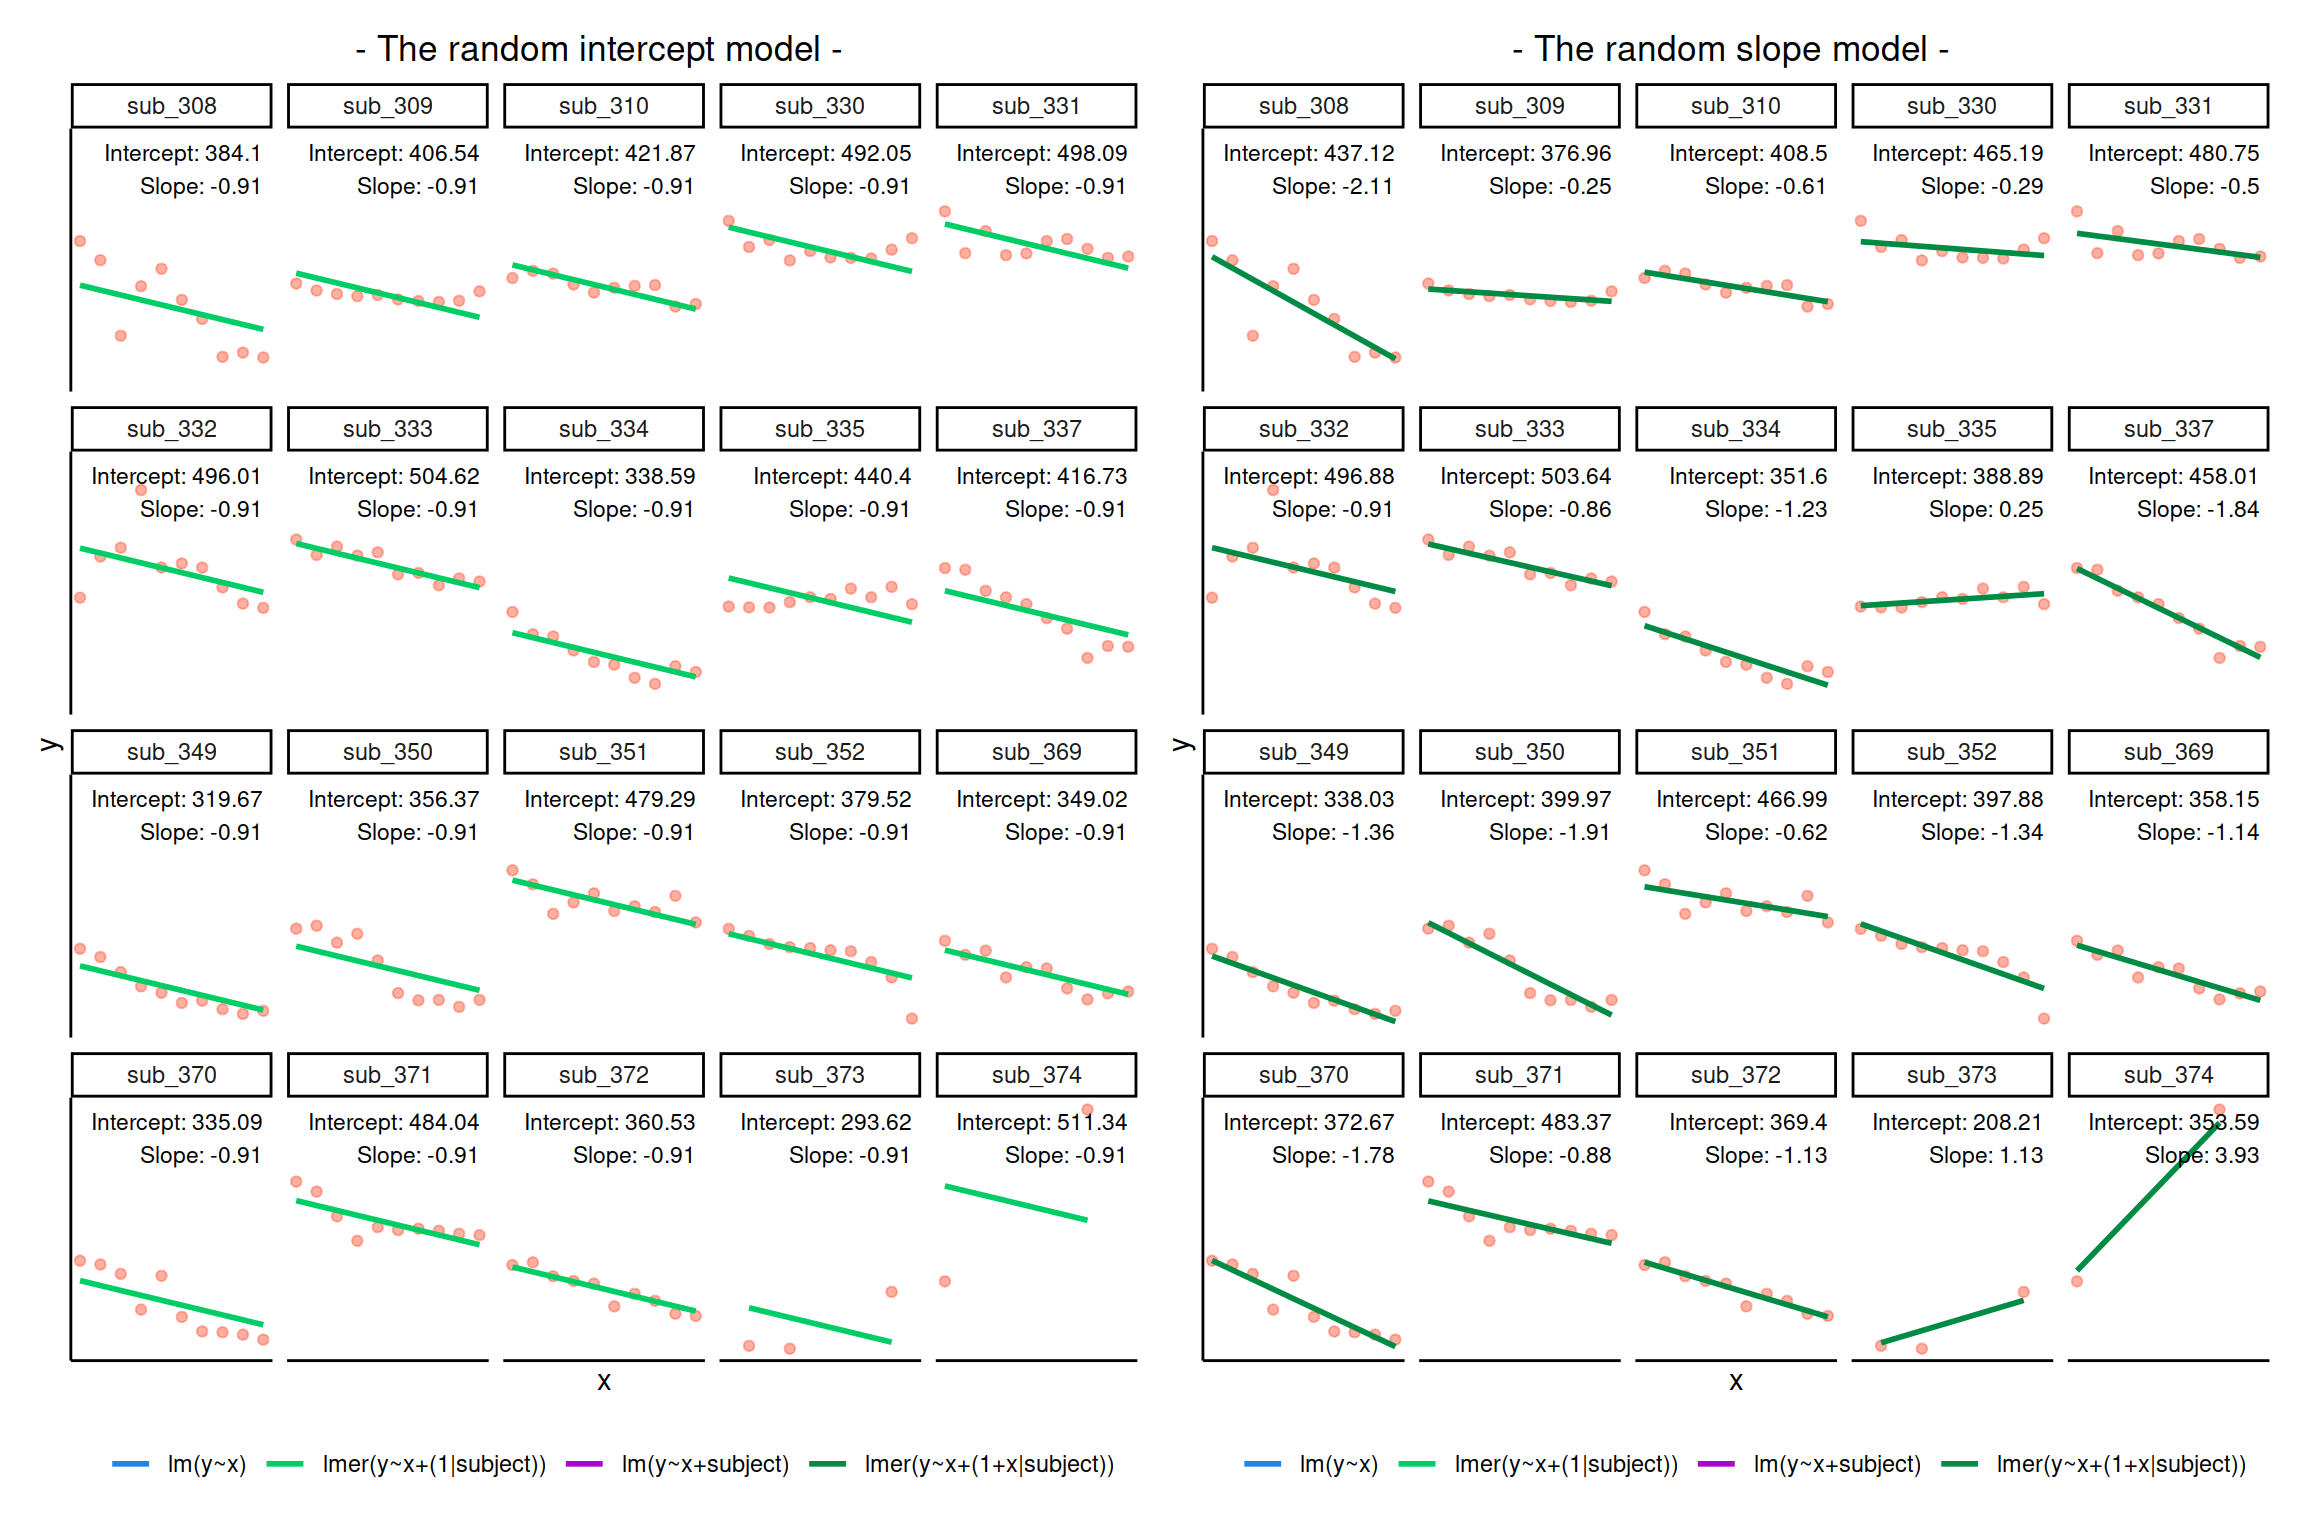 - The random intercept model -
sub_308 sub_309 sub_310 sub_330 sub_331
Intercept: 384.1 Intercept: 406.54 Intercept: 421.87 Intercept: 492.05 Intercept: 498.09
Slope: -0.91 Slope: -0.91 Slope: -0.91 Slope: -0.91 Slope: -0.91
sub_332 sub_333 sub_334 sub_335 sub_337
Intercept: 496.01 Intercept: 504.62 Intercept: 338.59 Intercept: 440.4 Intercept: 416.73
Slope: -0.91 Slope: -0.91 Slope: -0.91 Slope: -0.91 Slope: -0.91
y
sub_349 sub_350 sub_351 sub_352 sub_369
Intercept: 319.67 Intercept: 356.37 Intercept: 479.29 Intercept: 379.52 Intercept: 349.02
Slope: -0.91 Slope: -0.91 Slope: -0.91 Slope: -0.91 Slope: -0.91
sub_370 sub_371 sub_372 sub_373 sub_374
Intercept: 335.09 Intercept: 484.04 Intercept: 360.53 Intercept: 293.62 Intercept: 511.34
Slope: -0.91 Slope: -0.91 Slope: -0.91 Slope: -0.91 Slope: -0.91
x
lm(y~x) lmer(y~x+(1|subject)) lm(y~x+subject) lmer(y~x+(1+x|subject))
- The random slope model -
sub_308 sub_309 sub_310 sub_330 sub_331
Intercept: 437.12 Intercept: 376.96 Intercept: 408.5 Intercept: 465.19 Intercept: 480.75
Slope: -2.11 Slope: -0.25 Slope: -0.61 Slope: -0.29 Slope: -0.5
sub_332 sub_333 sub_334 sub_335 sub_337
Intercept: 496.88 Intercept: 503.64 Intercept: 351.6 Intercept: 388.89 Intercept: 458.01
Slope: -0.91 Slope: -0.86 Slope: -1.23 Slope: 0.25 Slope: -1.84
y
sub_349 sub_350 sub_351 sub_352 sub_369
Intercept: 338.03 Intercept: 399.97 Intercept: 466.99 Intercept: 397.88 Intercept: 358.15
Slope: -1.36 Slope: -1.91 Slope: -0.62 Slope: -1.34 Slope: -1.14
sub_370 sub_371 sub_372 sub_373 sub_374
Intercept: 372.67 Intercept: 483.37 Intercept: 369.4 Intercept: 208.21 Intercept: 353.59
Slope: -1.78 Slope: -0.88 Slope: -1.13 Slope: 1.13 Slope: 3.93
x
lm(y~x) lmer(y~x+(1|subject)) lm(y~x+subject) lmer(y~x+(1+x|subject))